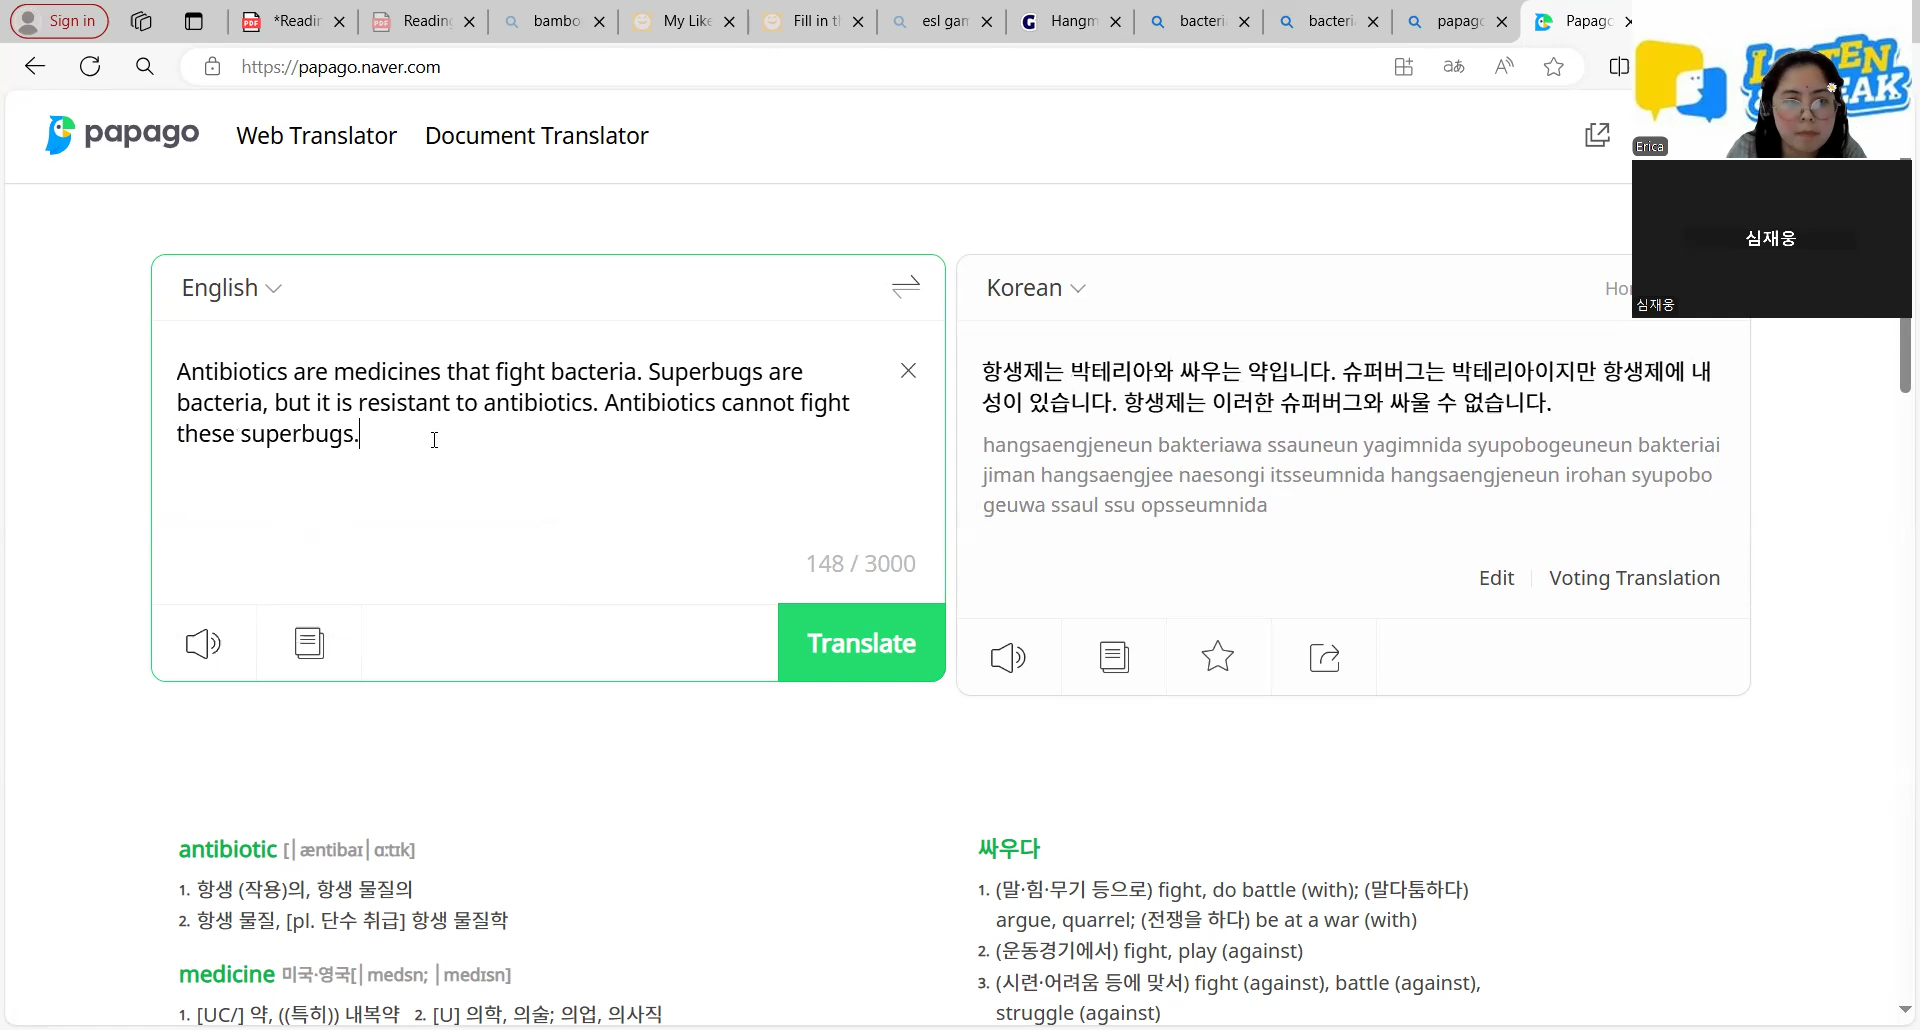 Sign in
*Readin
Reading
bambo
My Like
Fill in t
esl gam
Hangm
bacteri
bacteri
papago
Papago
https://papago.naver.com
papago
Web Translator
Document Translator
LISTEN
SPEAK
Erica
심재웅
심재웅
English
Korean
Hon
Antibiotics are medicines that fight bacteria. Superbugs are
bacteria, but it is resistant to antibiotics. Antibiotics cannot fight
these superbugs.
148 / 3000
Translate
항생제는 박테리아와 싸우는 약입니다. 슈퍼버그는 박테리아이지만 항생제에 내
성이 있습니다. 항생제는 이러한 슈퍼버그와 싸울 수 없습니다.
hangsaengjeneun bakteriawa ssauneun yagimnida syupobogeuneun bakteriai
jiman hangsaengjee naesongi itsseumnida hangsaengjeneun irohan syupobo
geuwa ssaul ssu opsseumnida
Edit
Voting Translation
antibiotic [|æntibaɪ|ɑ:tɪk]
1. 항생 (작용)의, 항생 물질의
2. 항생 물질, [pl. 단수 취급] 항생 물질학
medicine 미국·영국[|medsn; |medɪsn]
1. [UC/] 약, ((특히)) 내복약 2. [U] 의학, 의술; 의업, 의사직
싸우다
1. (말·힘·무기 등으로) fight, do battle (with); (말다툼하다)
argue, quarrel; (전쟁을 하다) be at a war (with)
2. (운동경기에서) fight, play (against)
3. (시련·어려움 등에 맞서) fight (against), battle (against),
struggle (against)